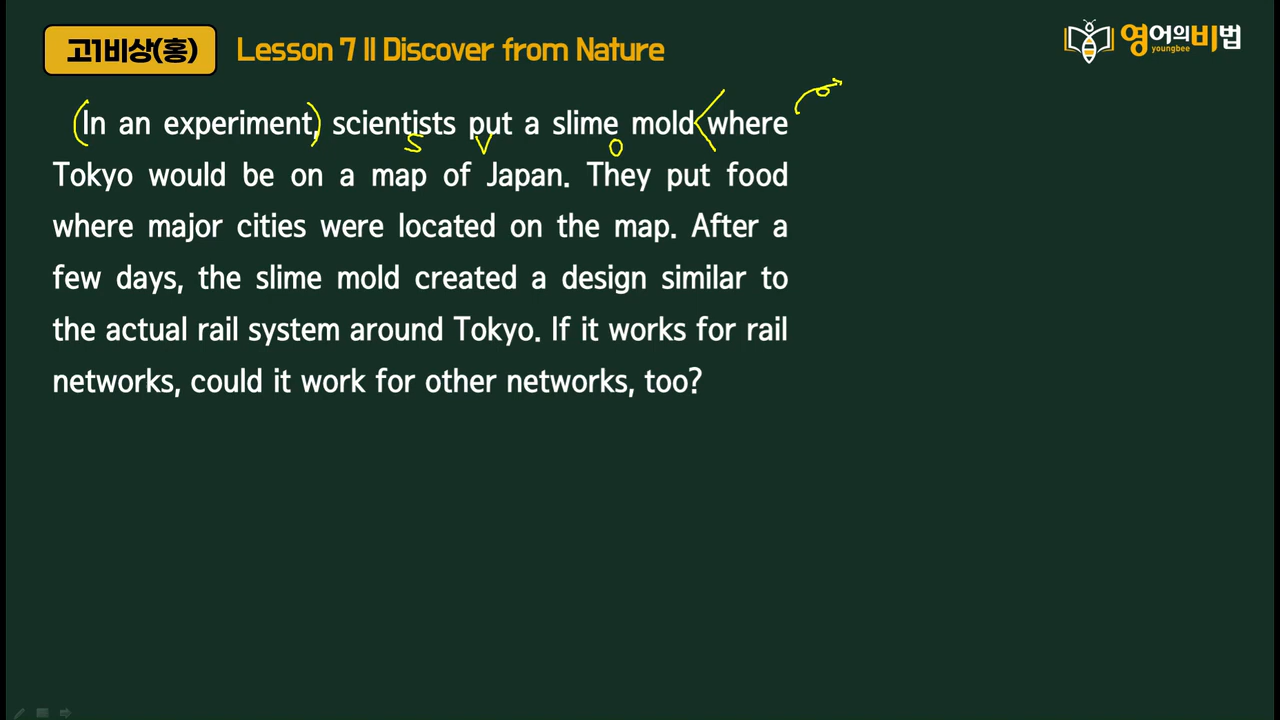 고1비상(홍) Lesson 7 II Discover from Nature
영어의비법
youngbee
(In an experiment,) scientists put a slime mold <where
S V O
Tokyo would be on a map of Japan. They put food
where major cities were located on the map. After a
few days, the slime mold created a design similar to
the actual rail system around Tokyo. If it works for rail
networks, could it work for other networks, too?